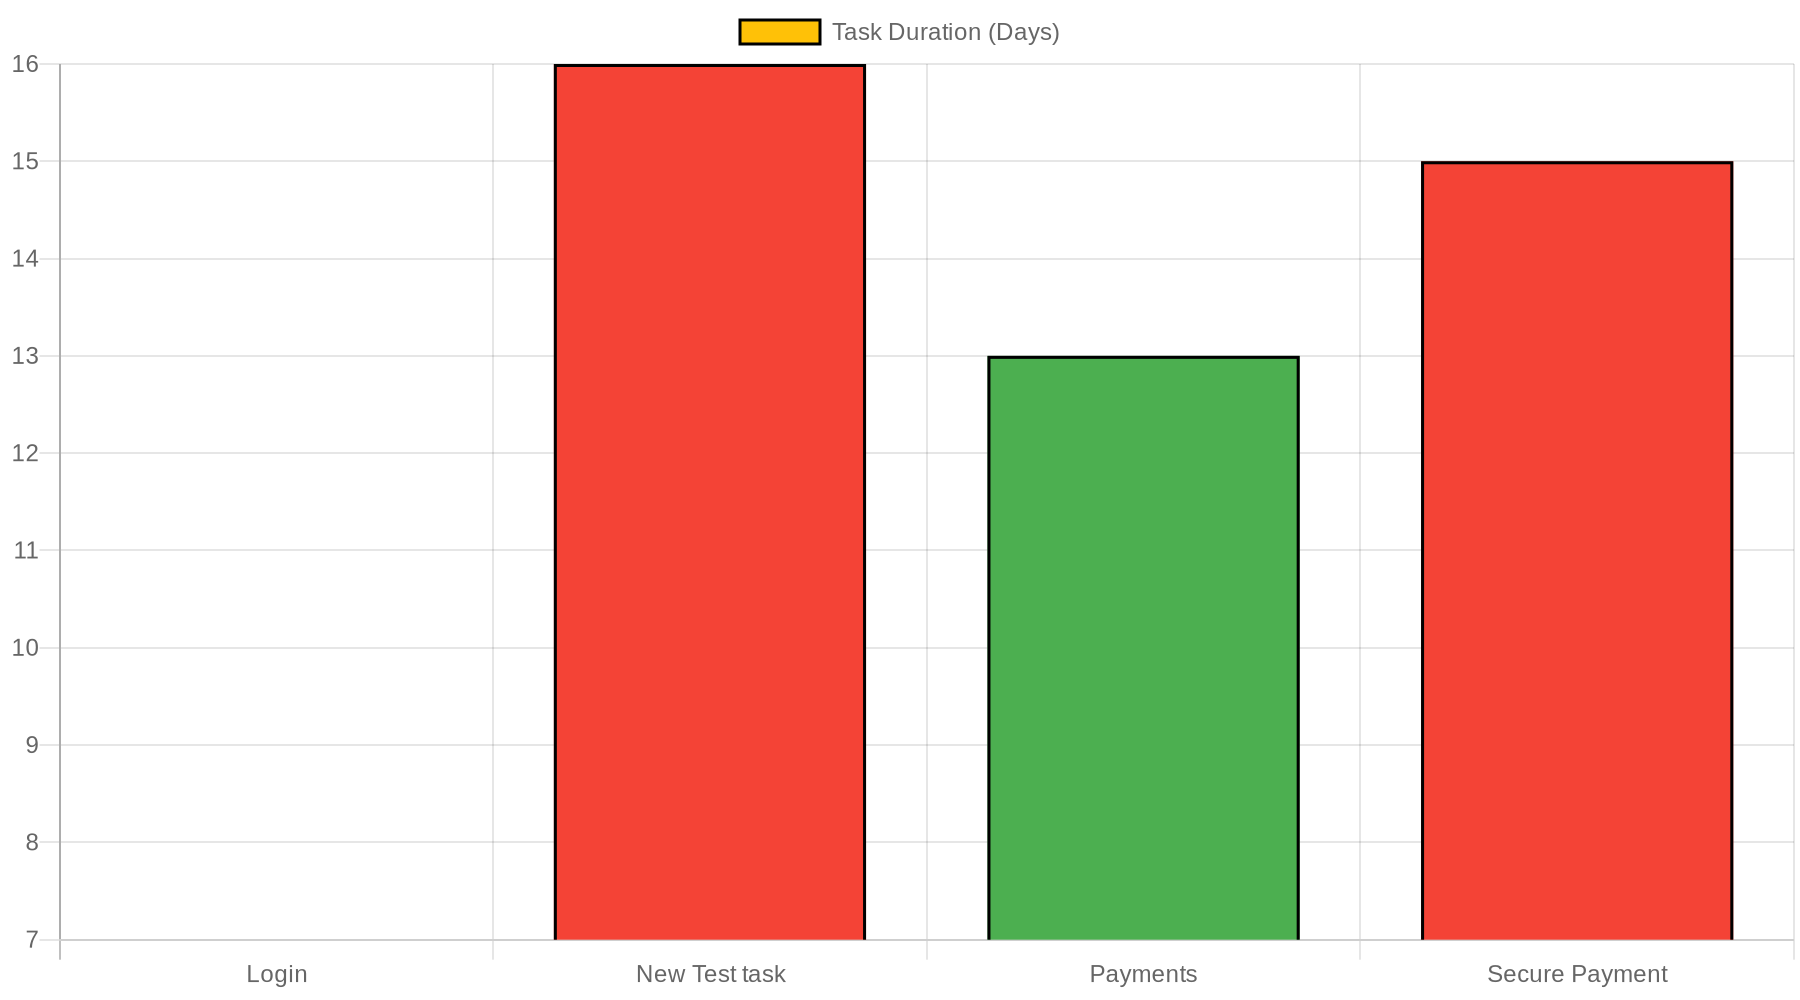 Task Duration (Days)
16
15
14
13
12
11
10
9
8
7
Login
New Test task
Payments
Secure Payment